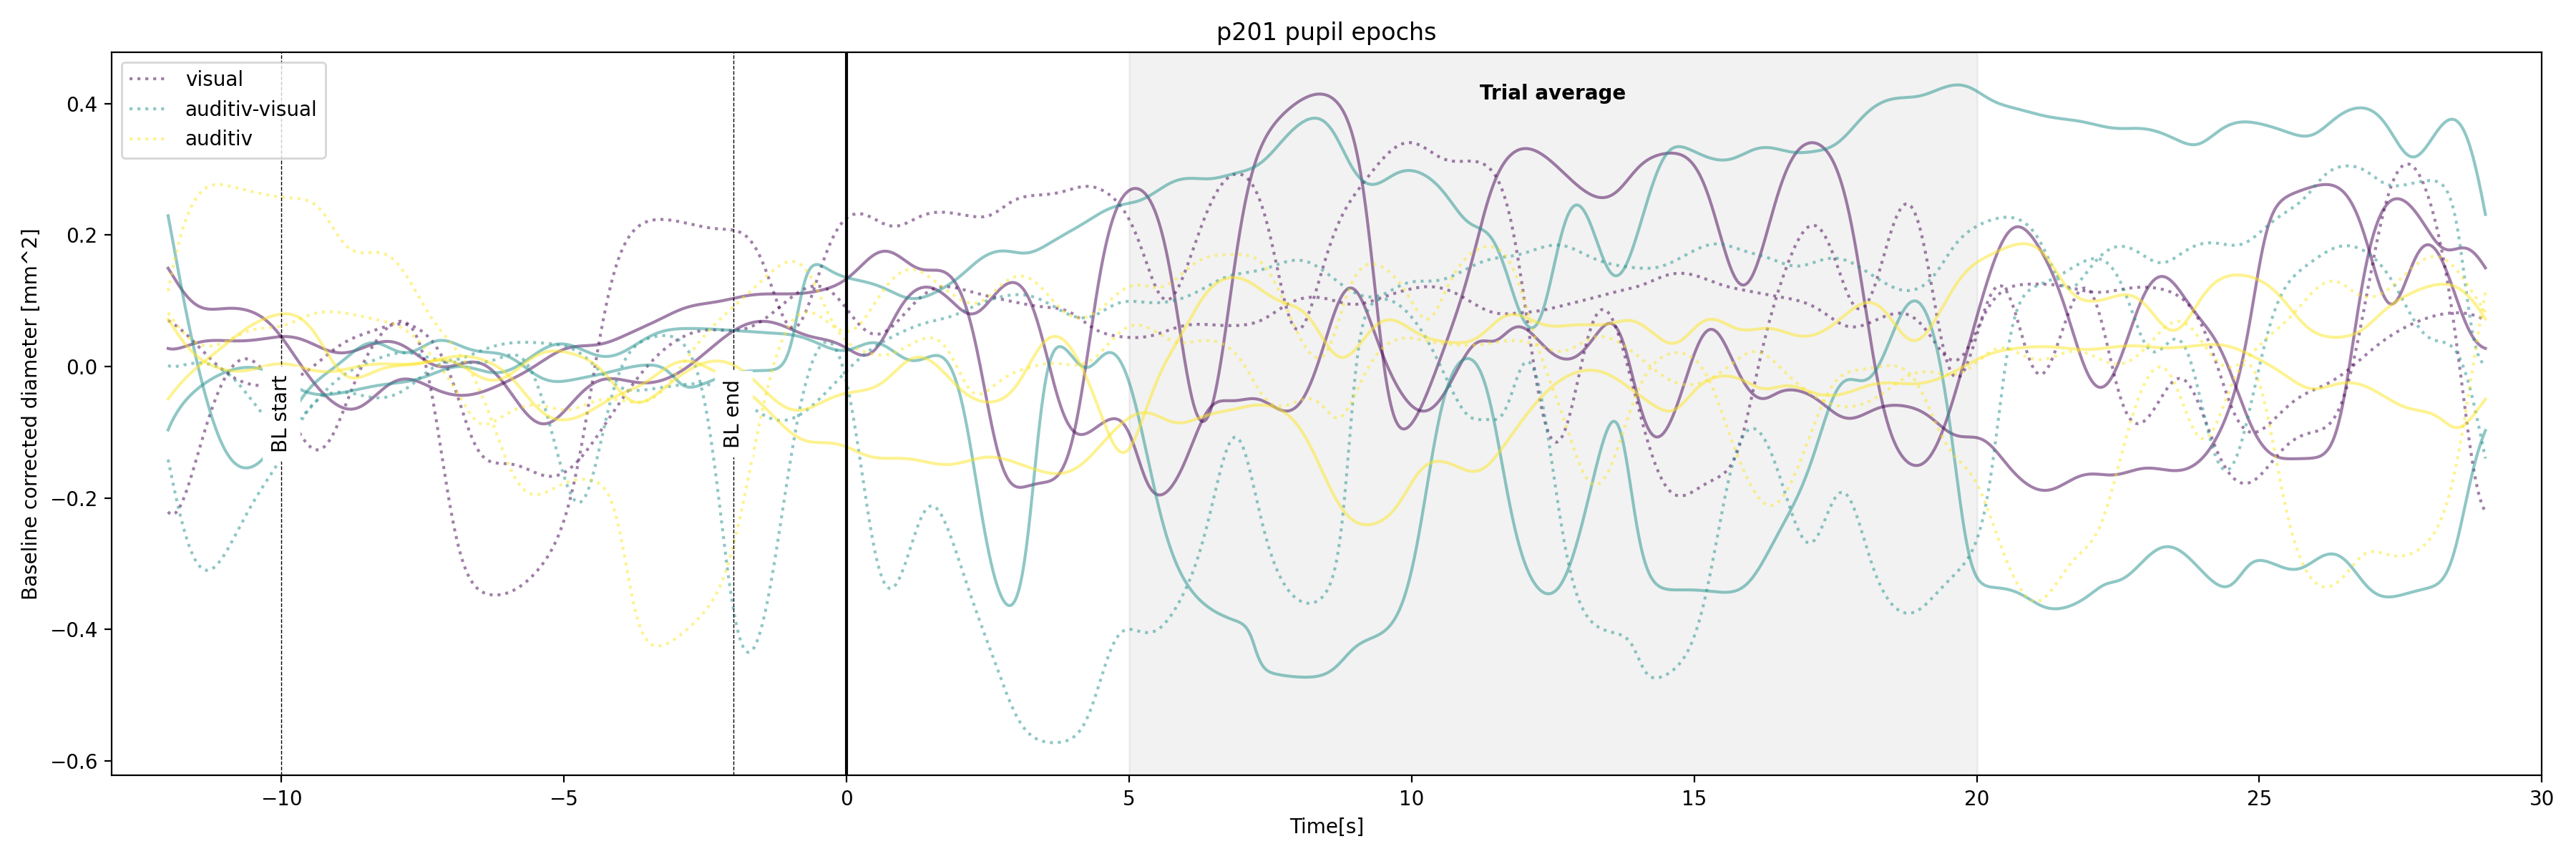 p201 pupil epochs
visual
auditiv-visual
auditiv
Trial average
BL start
BL end
Baseline corrected diameter [mm^2]
0.4
0.2
0.0
−0.2
−0.4
−0.6
−10
−5
0
5
10
15
20
25
30
Time[s]